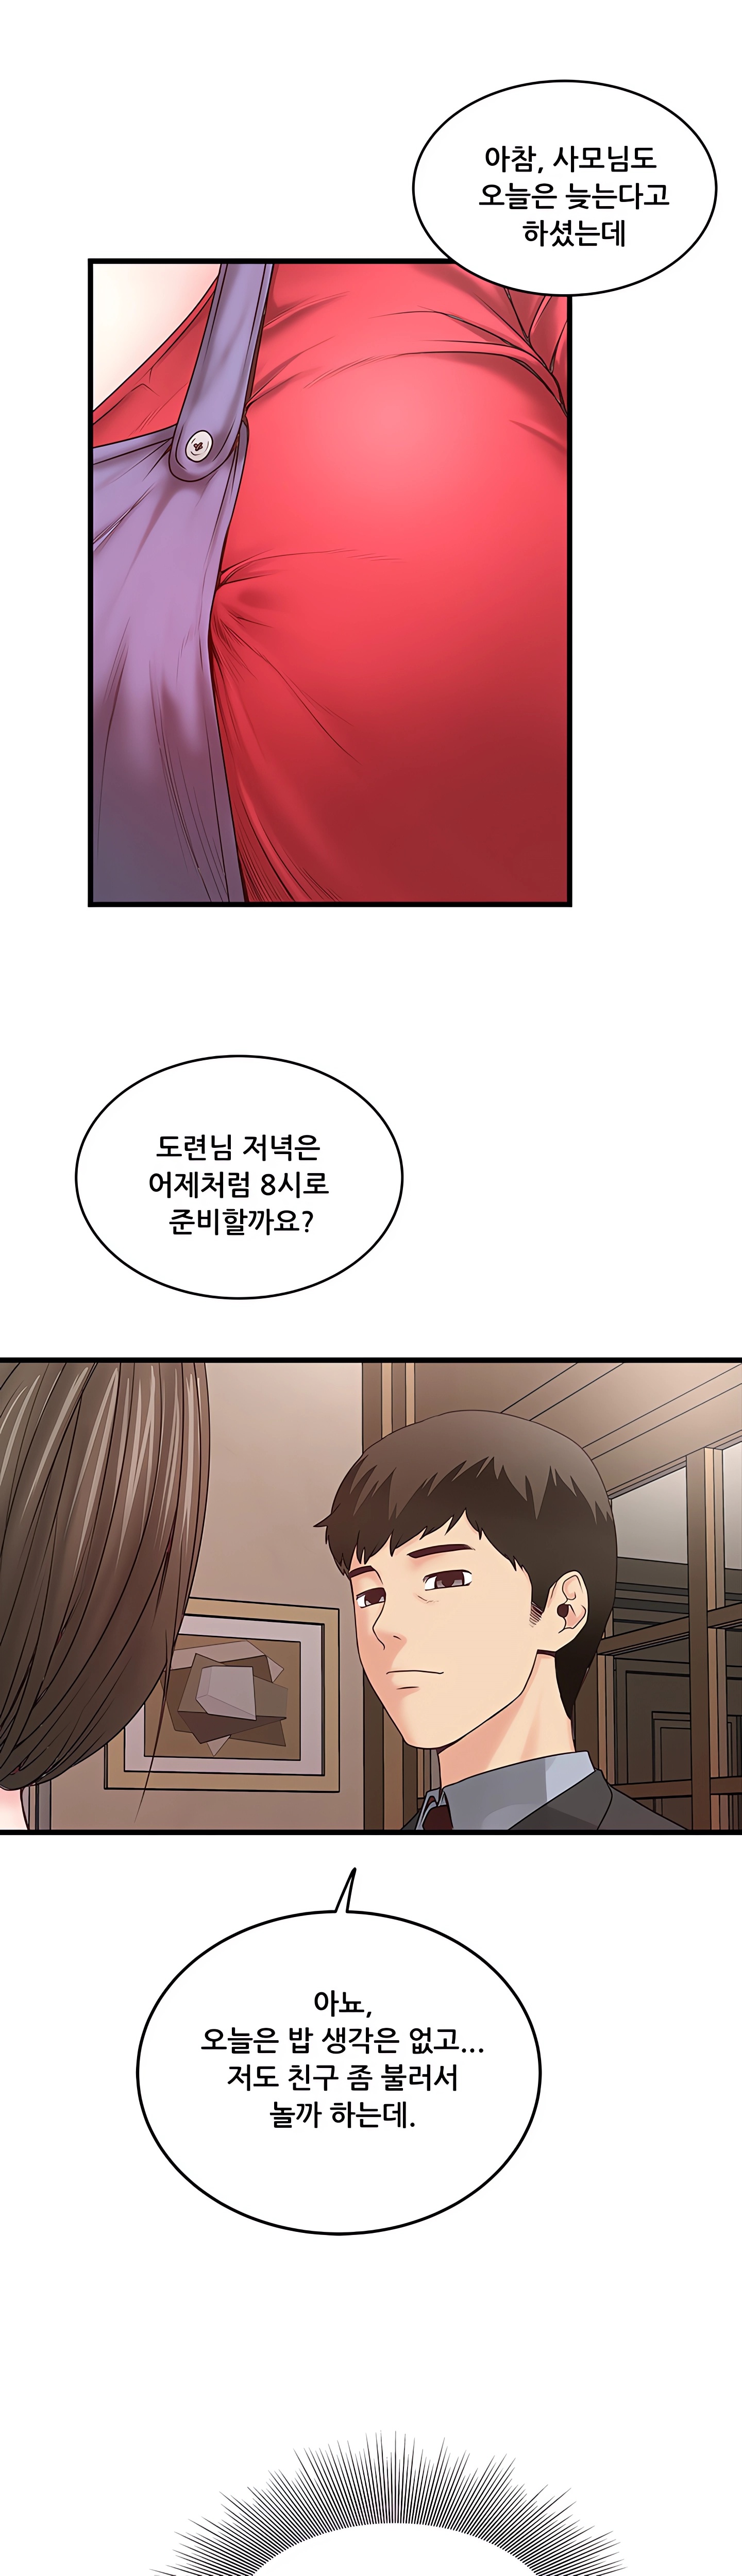 아참, 사모님도
오늘은 늦는다고
하셨는데
도련님 저녁은
어제처럼 8시로
준비할까요?
아뇨,
오늘은 밥 생각은 없고...
저도 친구 좀 불러서
놀까 하는데.